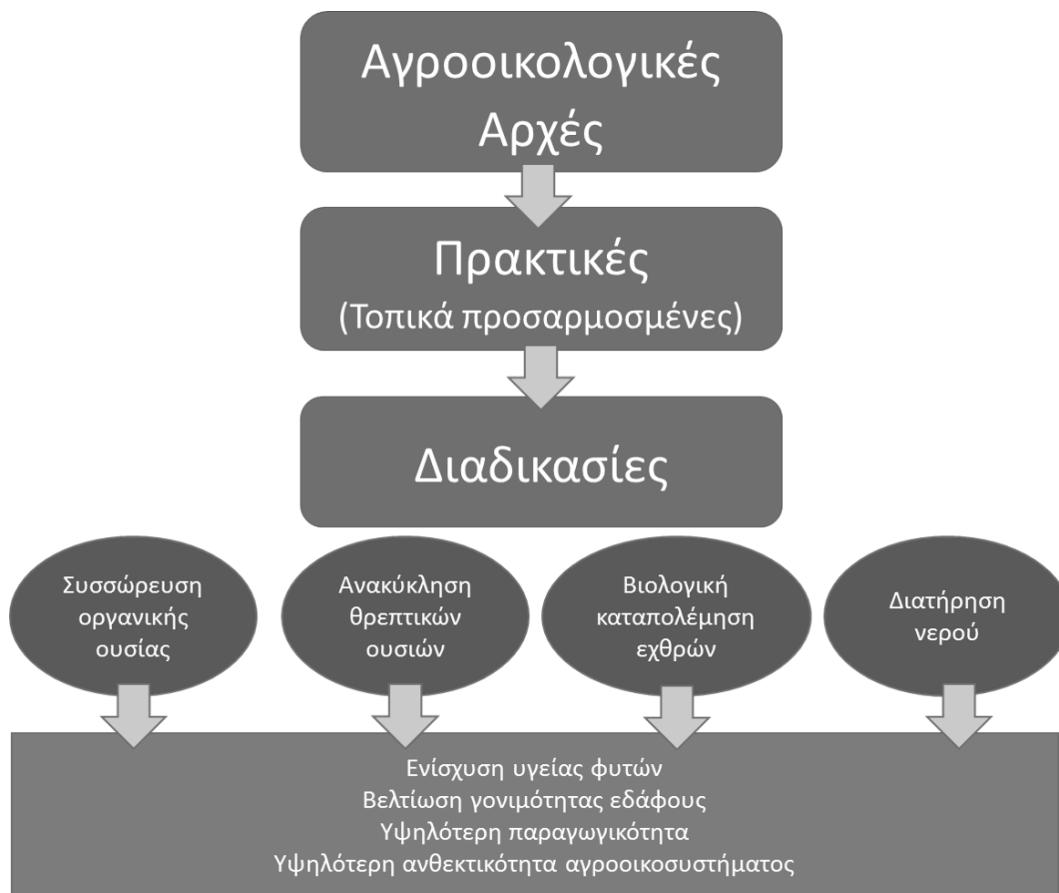 Αγροοικολογικές
Αρχές
Πρακτικές
(Τοπικά προσαρμοσμένες)
Διαδικασίες
Συσσώρευση
οργανικής
ουσίας
Ανακύκληση
θρεπτικών
ουσιών
Βιολογική
καταπολέμηση
εχθρών
Διατήρηση
νερού
Ενίσχυση υγείας φυτών
Βελτίωση γονιμότητας εδάφους
Υψηλότερη παραγωγικότητα
Υψηλότερη ανθεκτικότητα αγροοικοσυστήματος